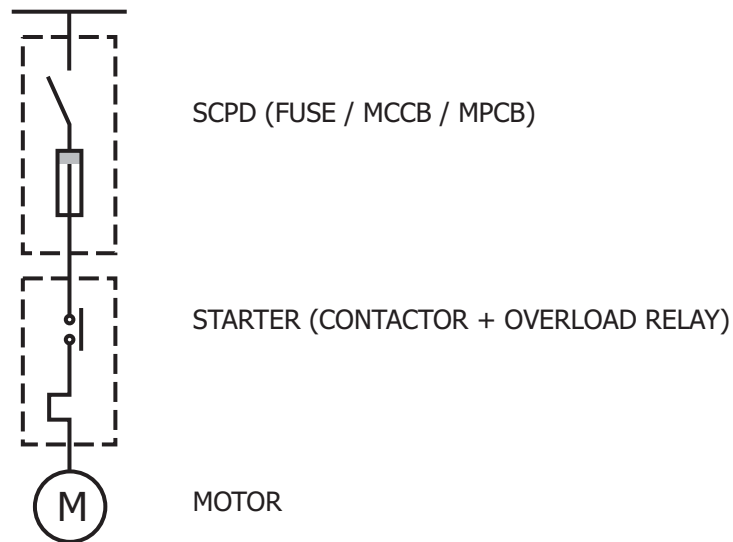 SCPD (FUSE / MCCB / MPCB)
STARTER (CONTACTOR + OVERLOAD RELAY)
M
MOTOR